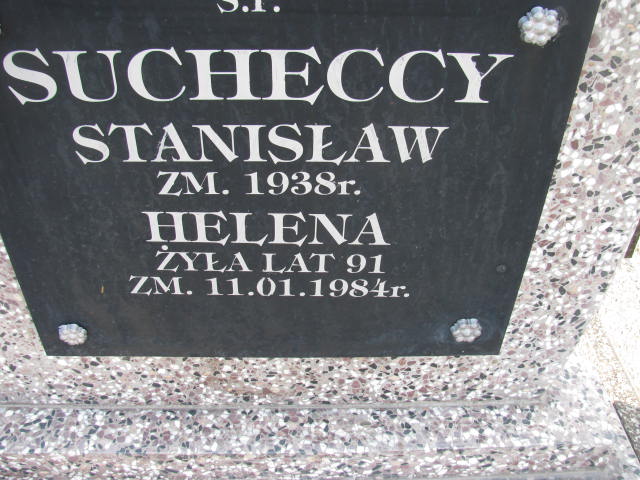 Ś.P.
SUCHECCY
STANISŁAW
ZM. 1938r.
HELENA
ŻYŁA LAT 91
ZM. 11.01.1984r.